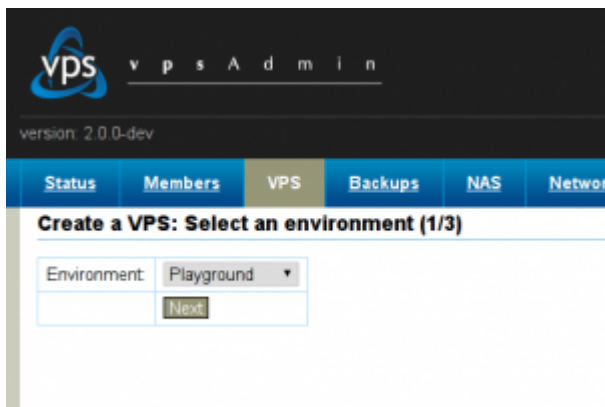 vps
vpsAdmin
version: 2.0.0-dev
Status Members VPS Backups NAS Networ
Create a VPS: Select an environment (1/3)
Environment: Playground
Next